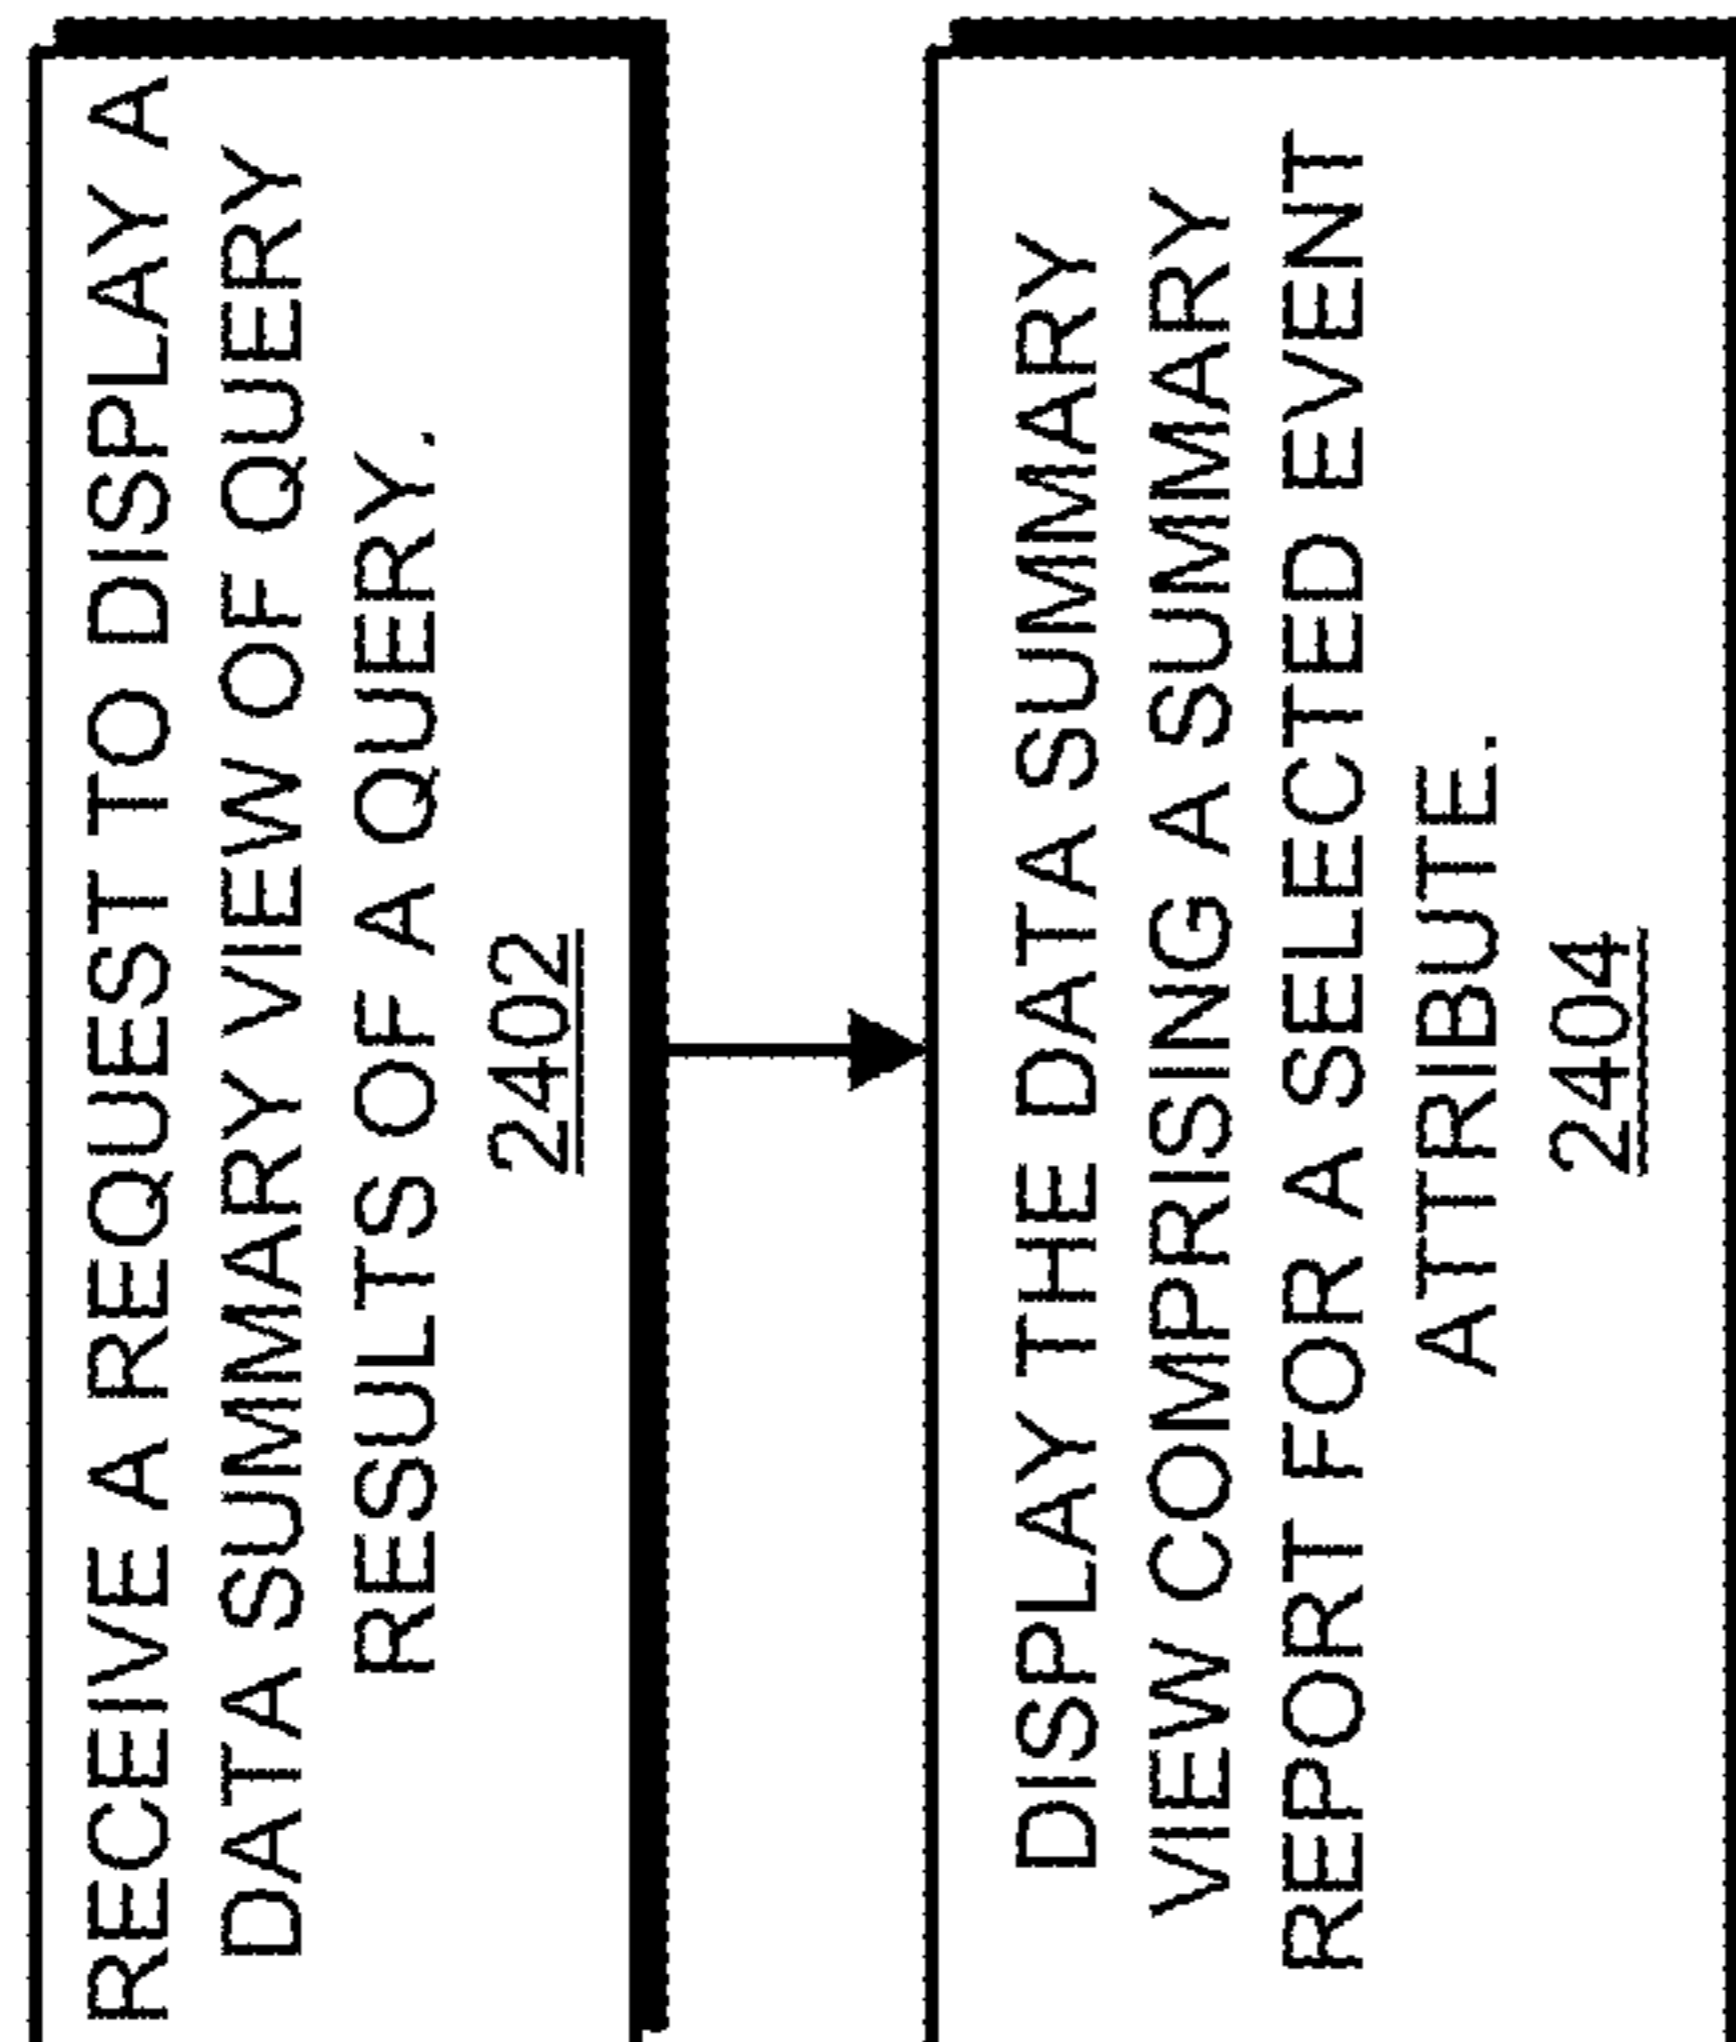 RECEIVE A REQUEST TO DISPLAY A
DATA SUMMARY VIEW OF QUERY
RESULTS OF A QUERY.
2402
DISPLAY THE DATA SUMMARY
VIEW COMPRISING A SUMMARY
REPORT FOR A SELECTED EVENT
ATTRIBUTE.
2404